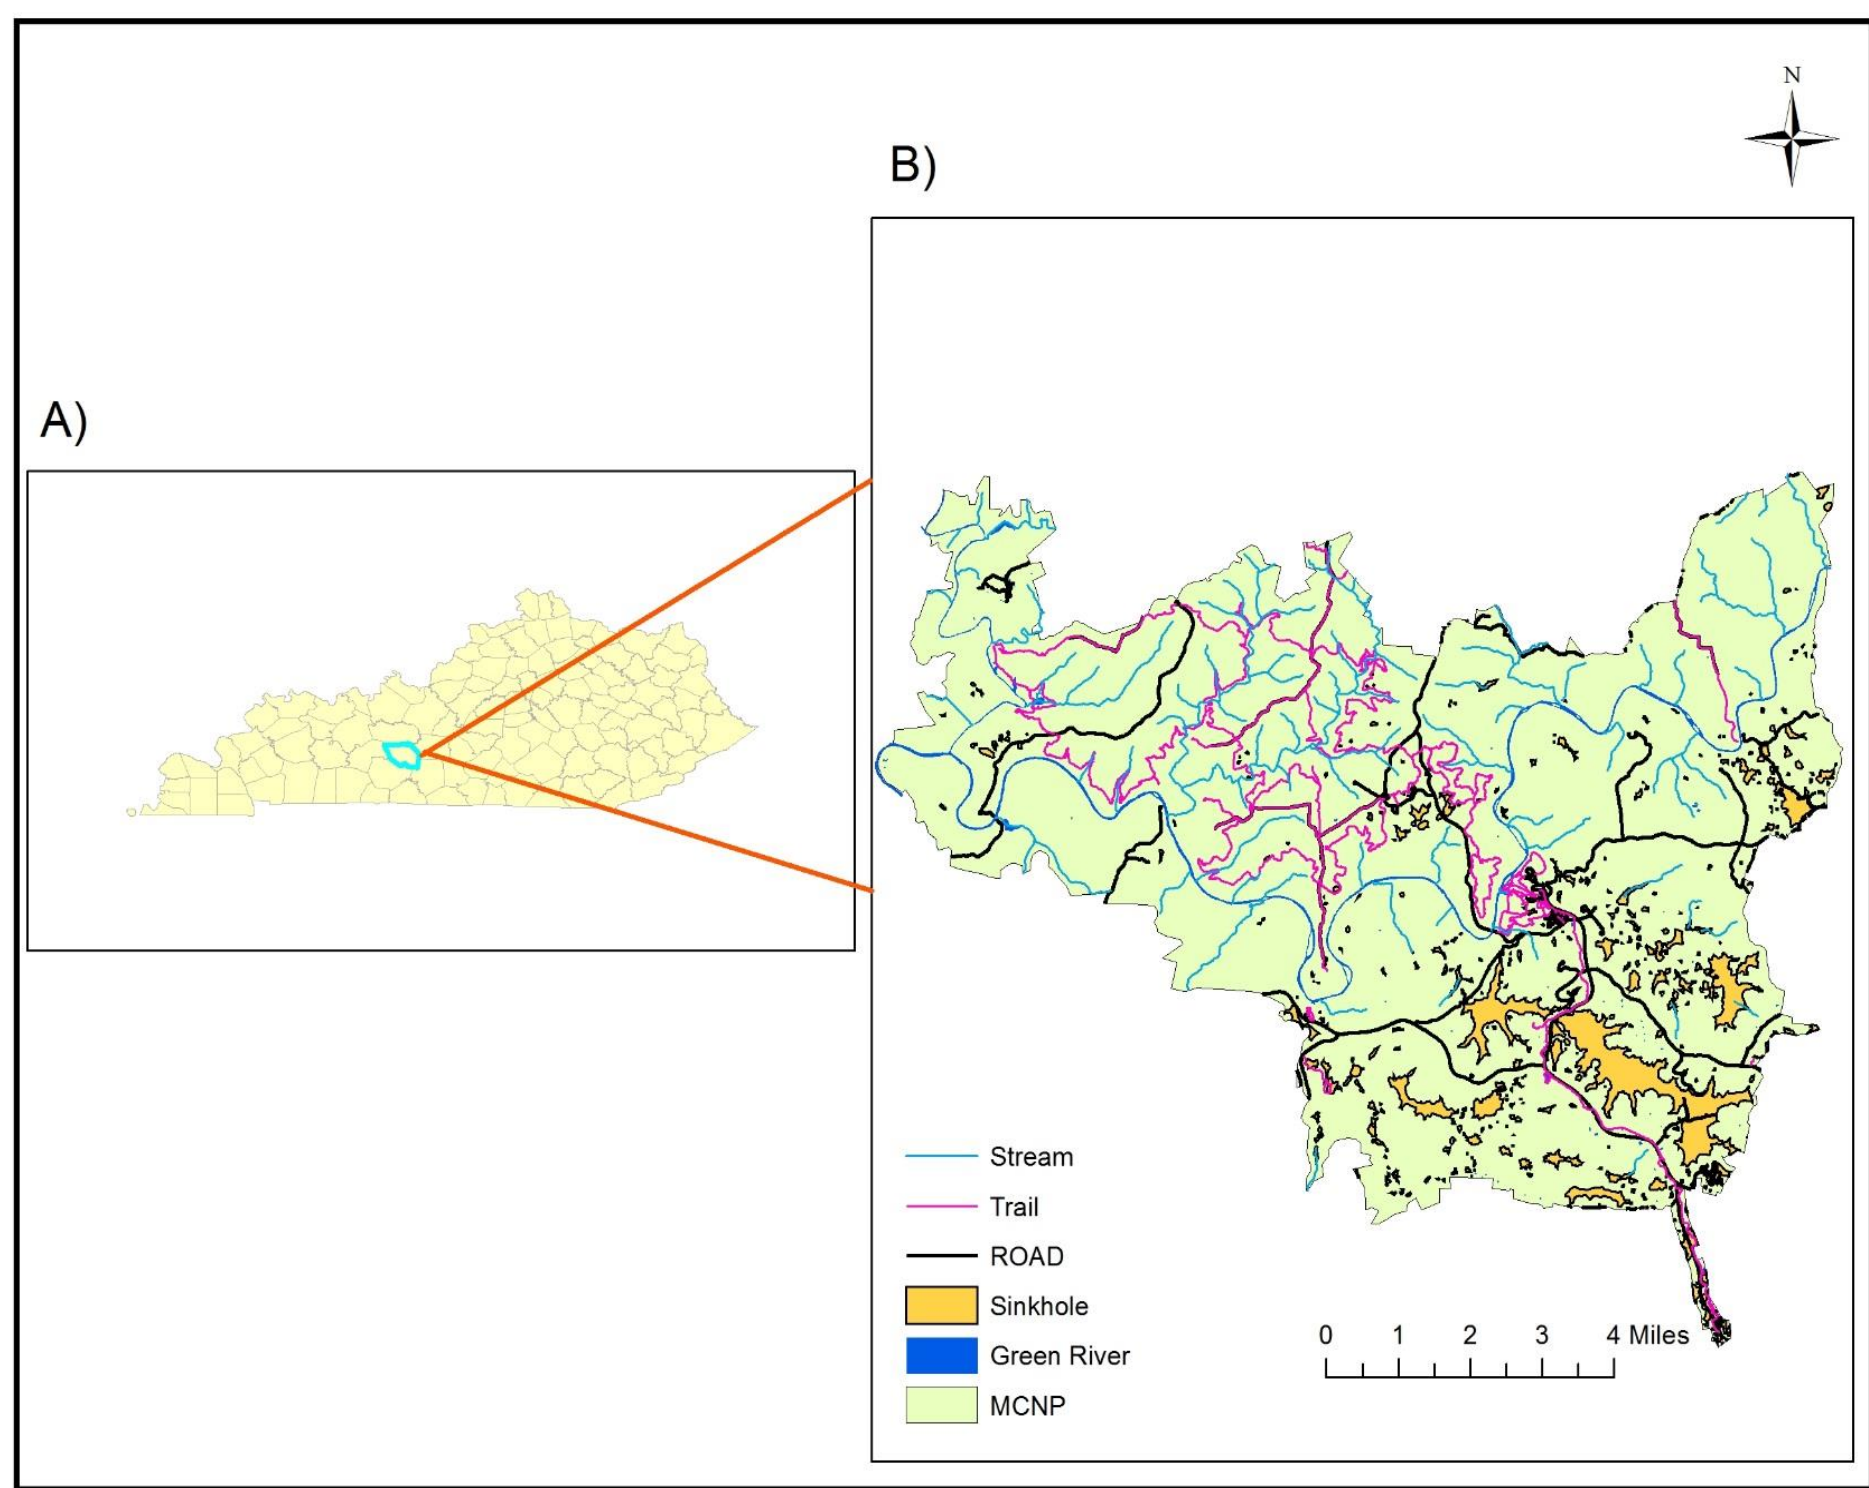 N
B)
A)
Stream
Trail
ROAD
Sinkhole
Green River
MCNP
0 1 2 3 4 Miles